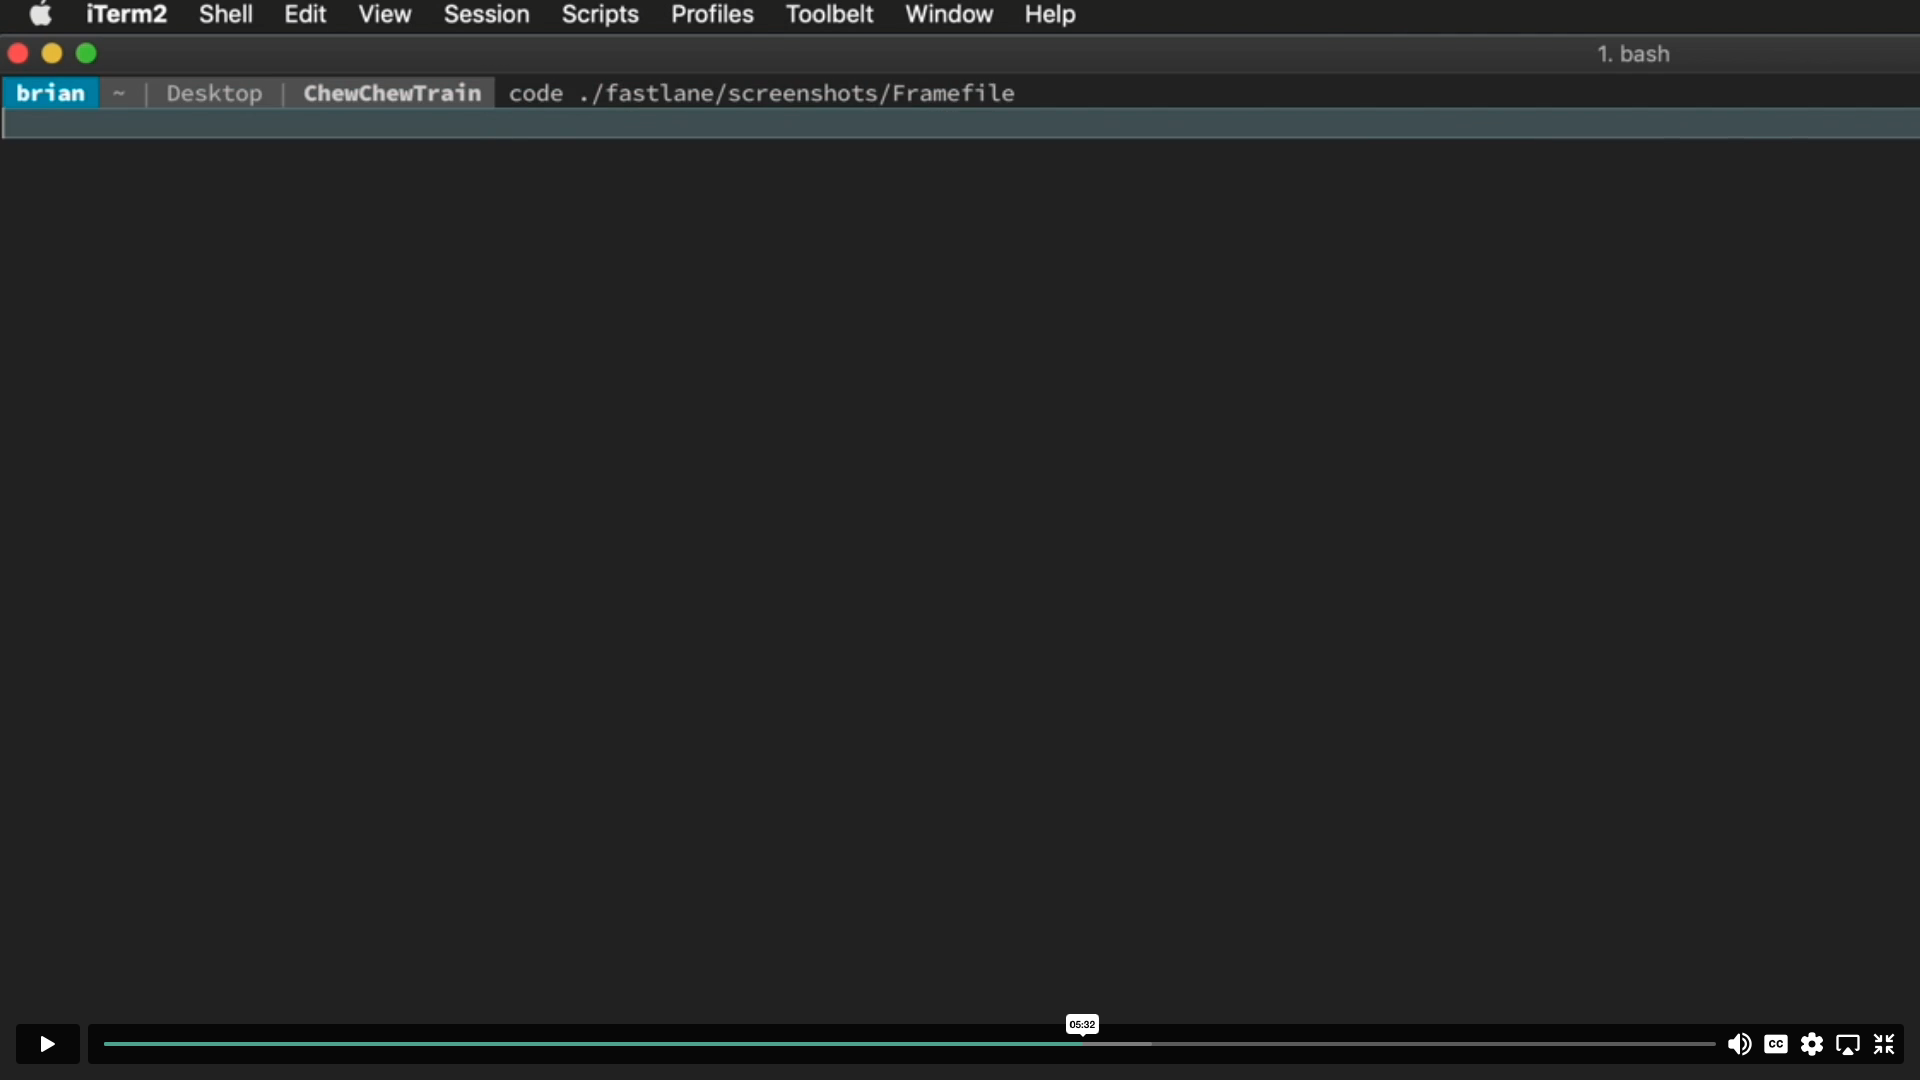 iTerm2 Shell Edit View Session Scripts Profiles Toolbelt Window Help
1. bash
brian ~ | Desktop | ChewChewTrain code ./fastlane/screenshots/Framefile
05:32
CC